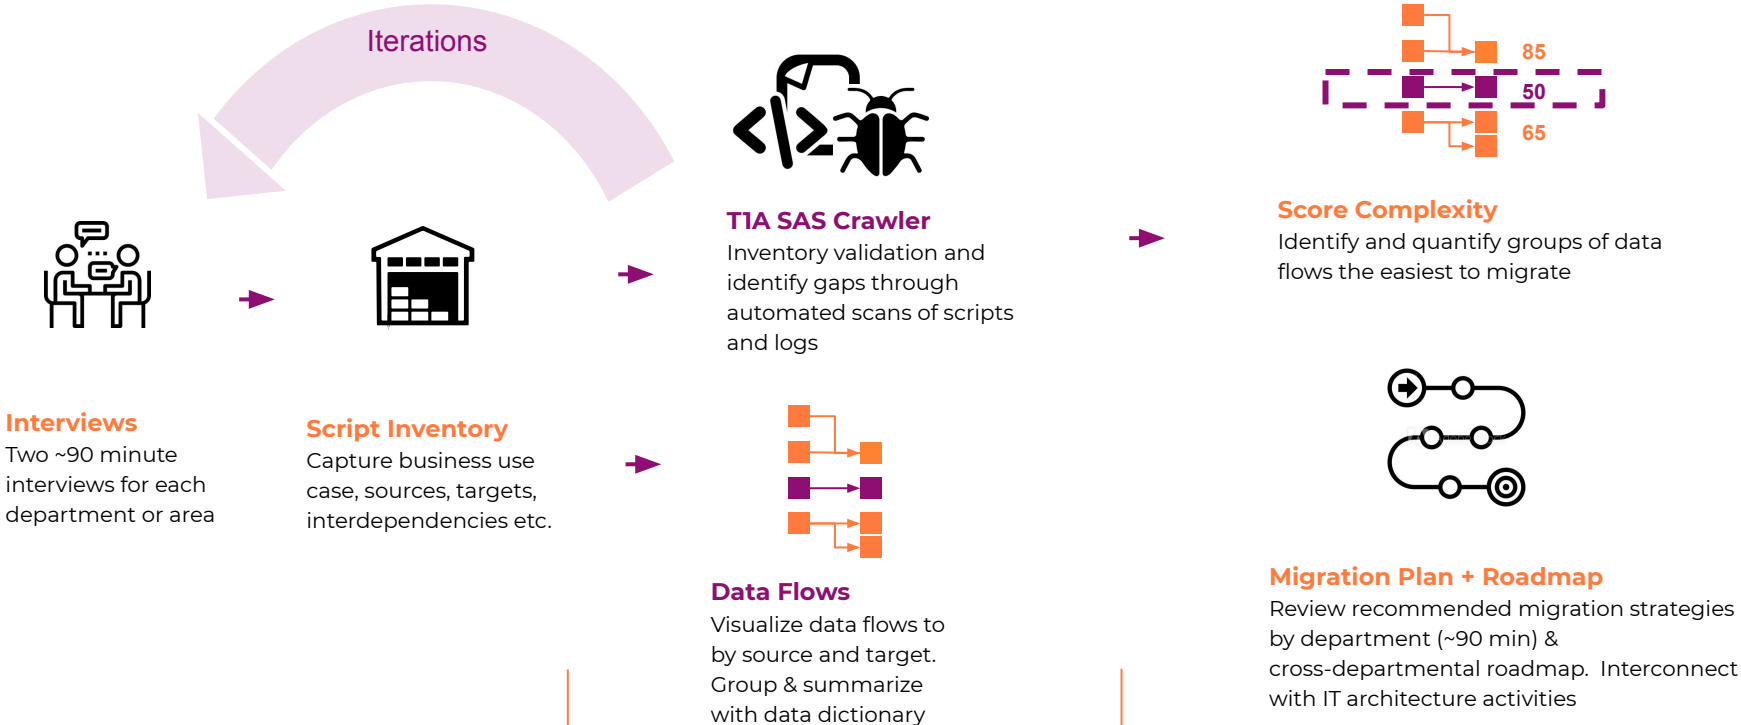 Iterations
85
50
65
T1A SAS Crawler
Inventory validation and
identify gaps through
automated scans of scripts
and logs
Score Complexity
Identify and quantify groups of data
flows the easiest to migrate
Interviews
Two ~90 minute
interviews for each
department or area
Script Inventory
Capture business use
case, sources, targets,
interdependencies etc.
Data Flows
Visualize data flows to
by source and target.
Group & summarize
with data dictionary
Migration Plan + Roadmap
Review recommended migration strategies
by department (~90 min) &
cross-departmental roadmap.  Interconnect
with IT architecture activities